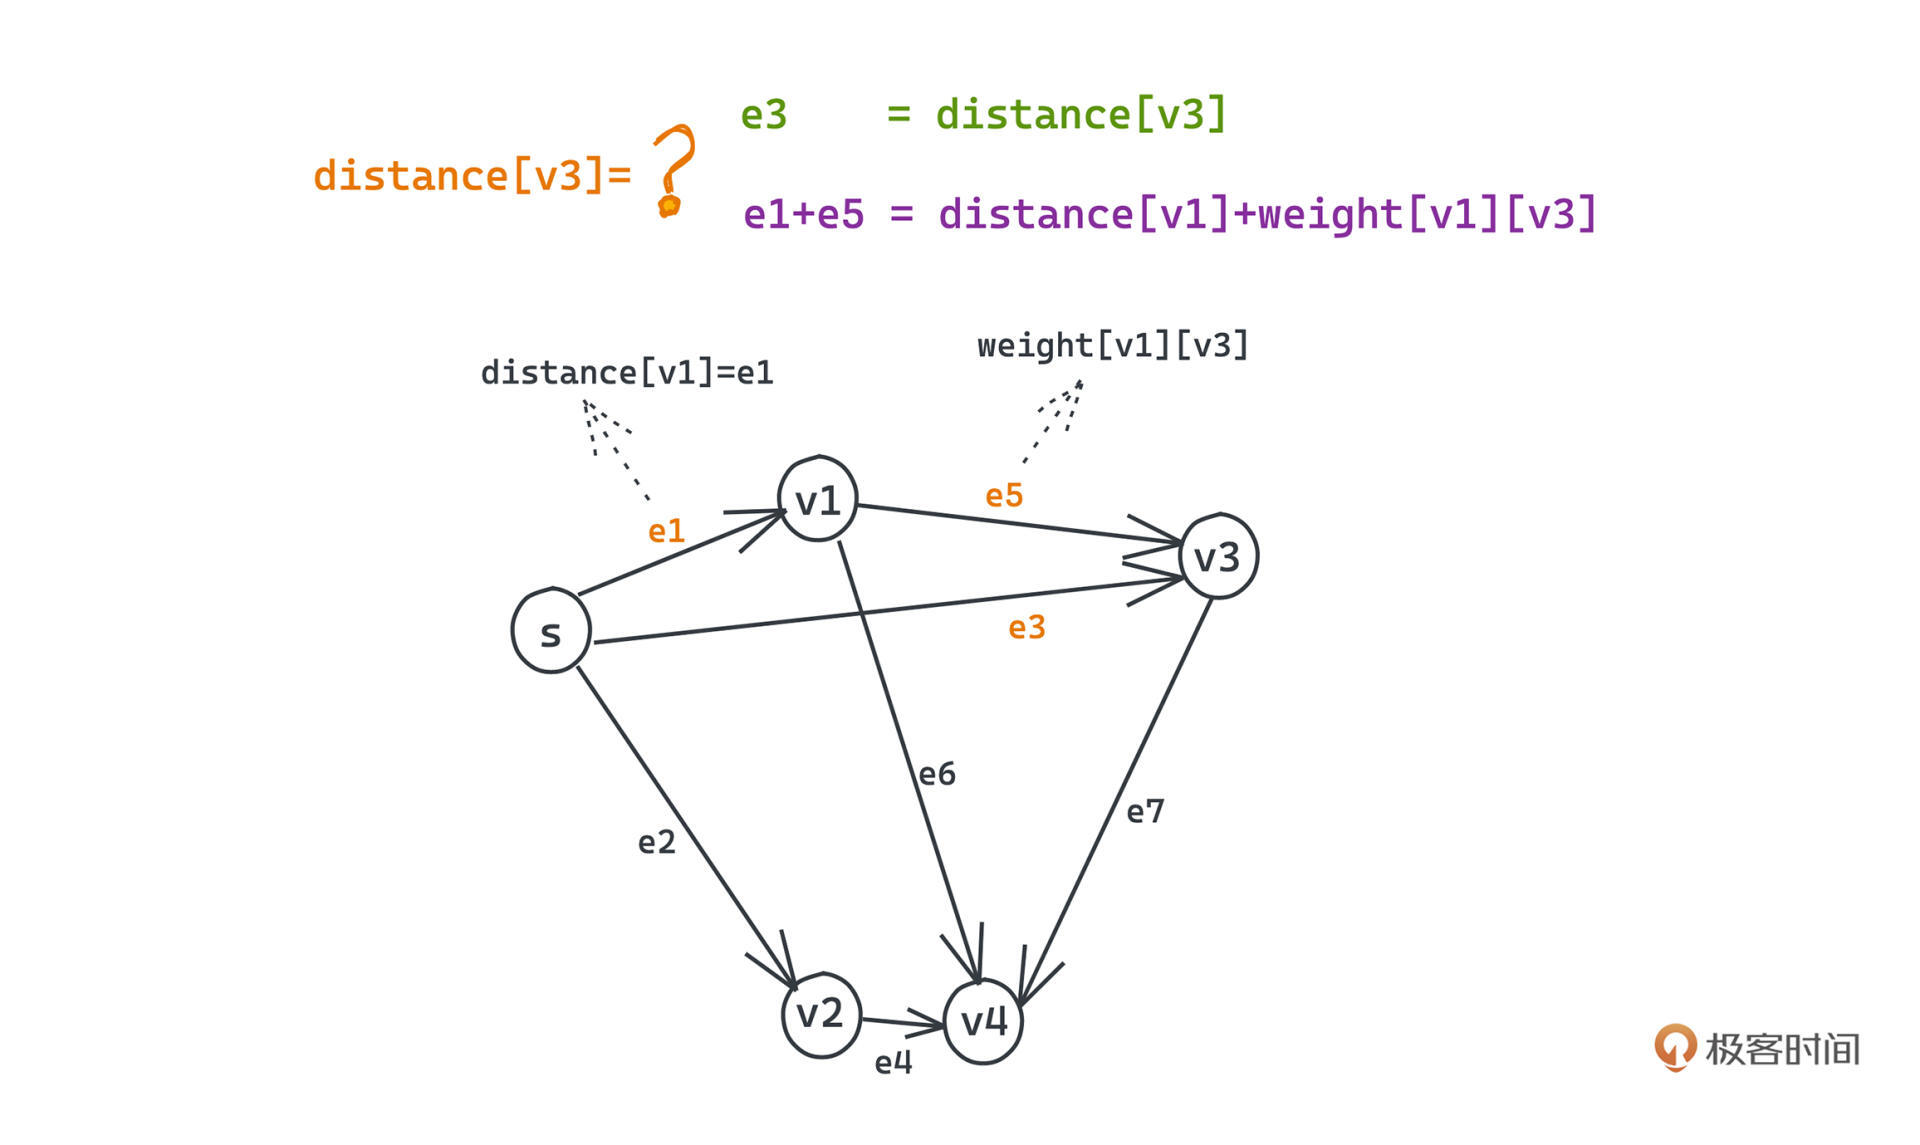 e3 = distance[v3]
distance[v3]=?
e1+e5 = distance[v1]+weight[v1][v3]
weight[v1][v3]
distance[v1]=e1
v1
e5
e1
v3
s
e3
e6
e7
e2
v2
v4
e4
极客时间